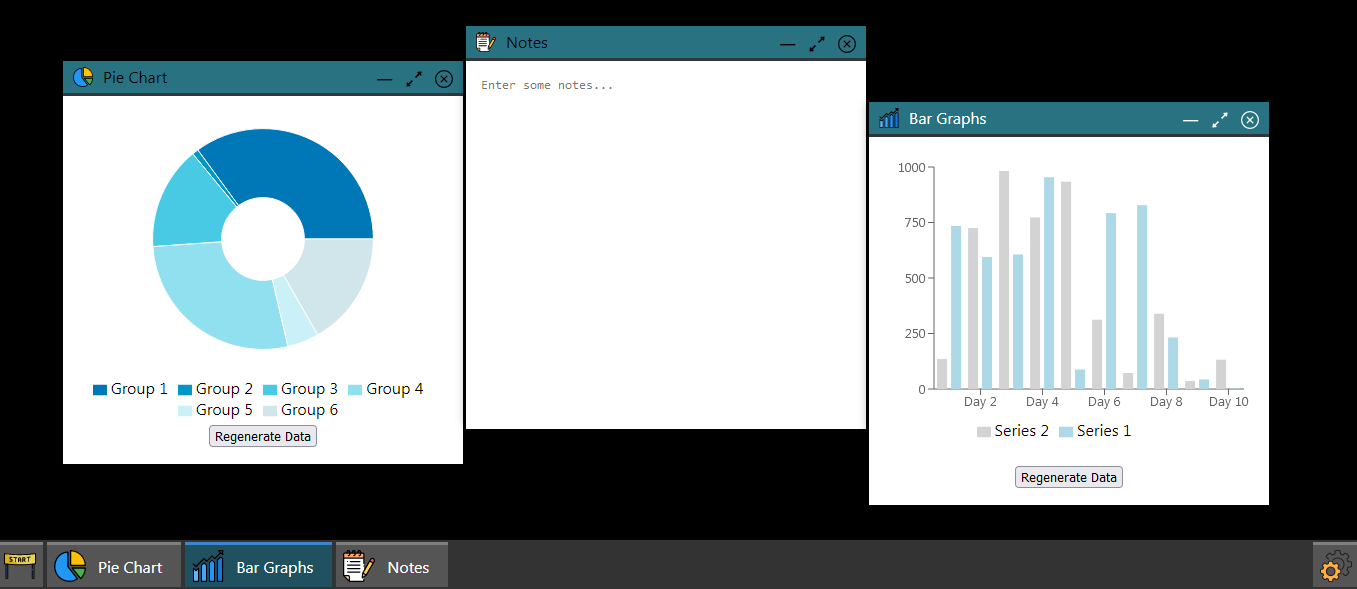 Pie Chart
Group 1 Group 2 Group 3 Group 4
Group 5 Group 6
Regenerate Data
Notes
Enter some notes...
Bar Graphs
1000
750
500
250
0
Day 2 Day 4 Day 6 Day 8 Day 10
Series 2 Series 1
Regenerate Data
START Pie Chart Bar Graphs Notes